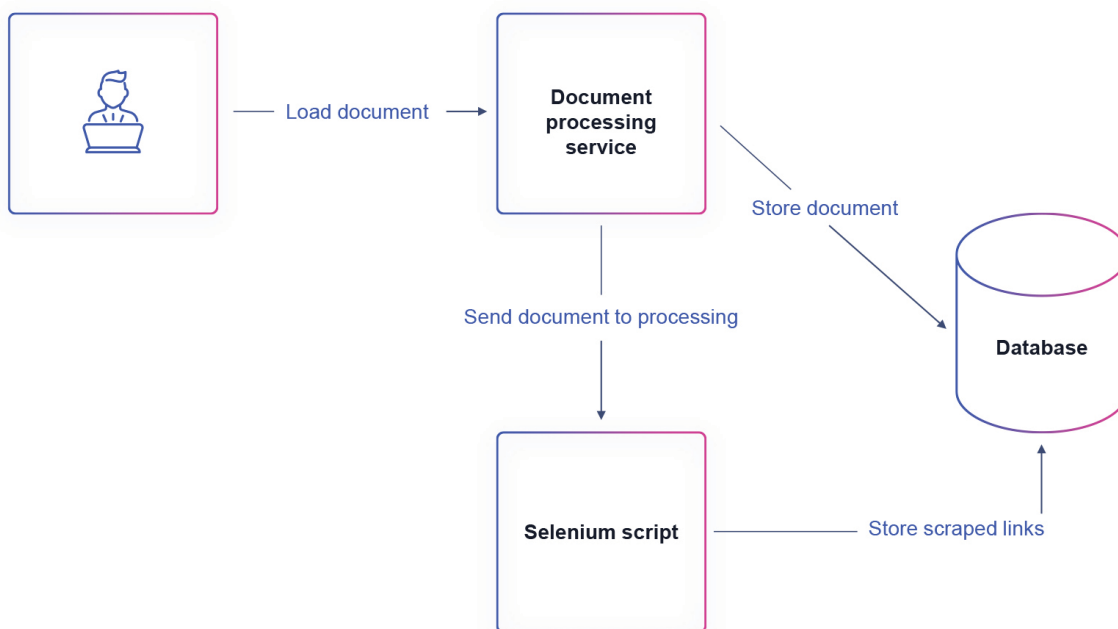 Load document
Document
processing
service
Store document
Send document to processing
Database
Selenium script
Store scraped links